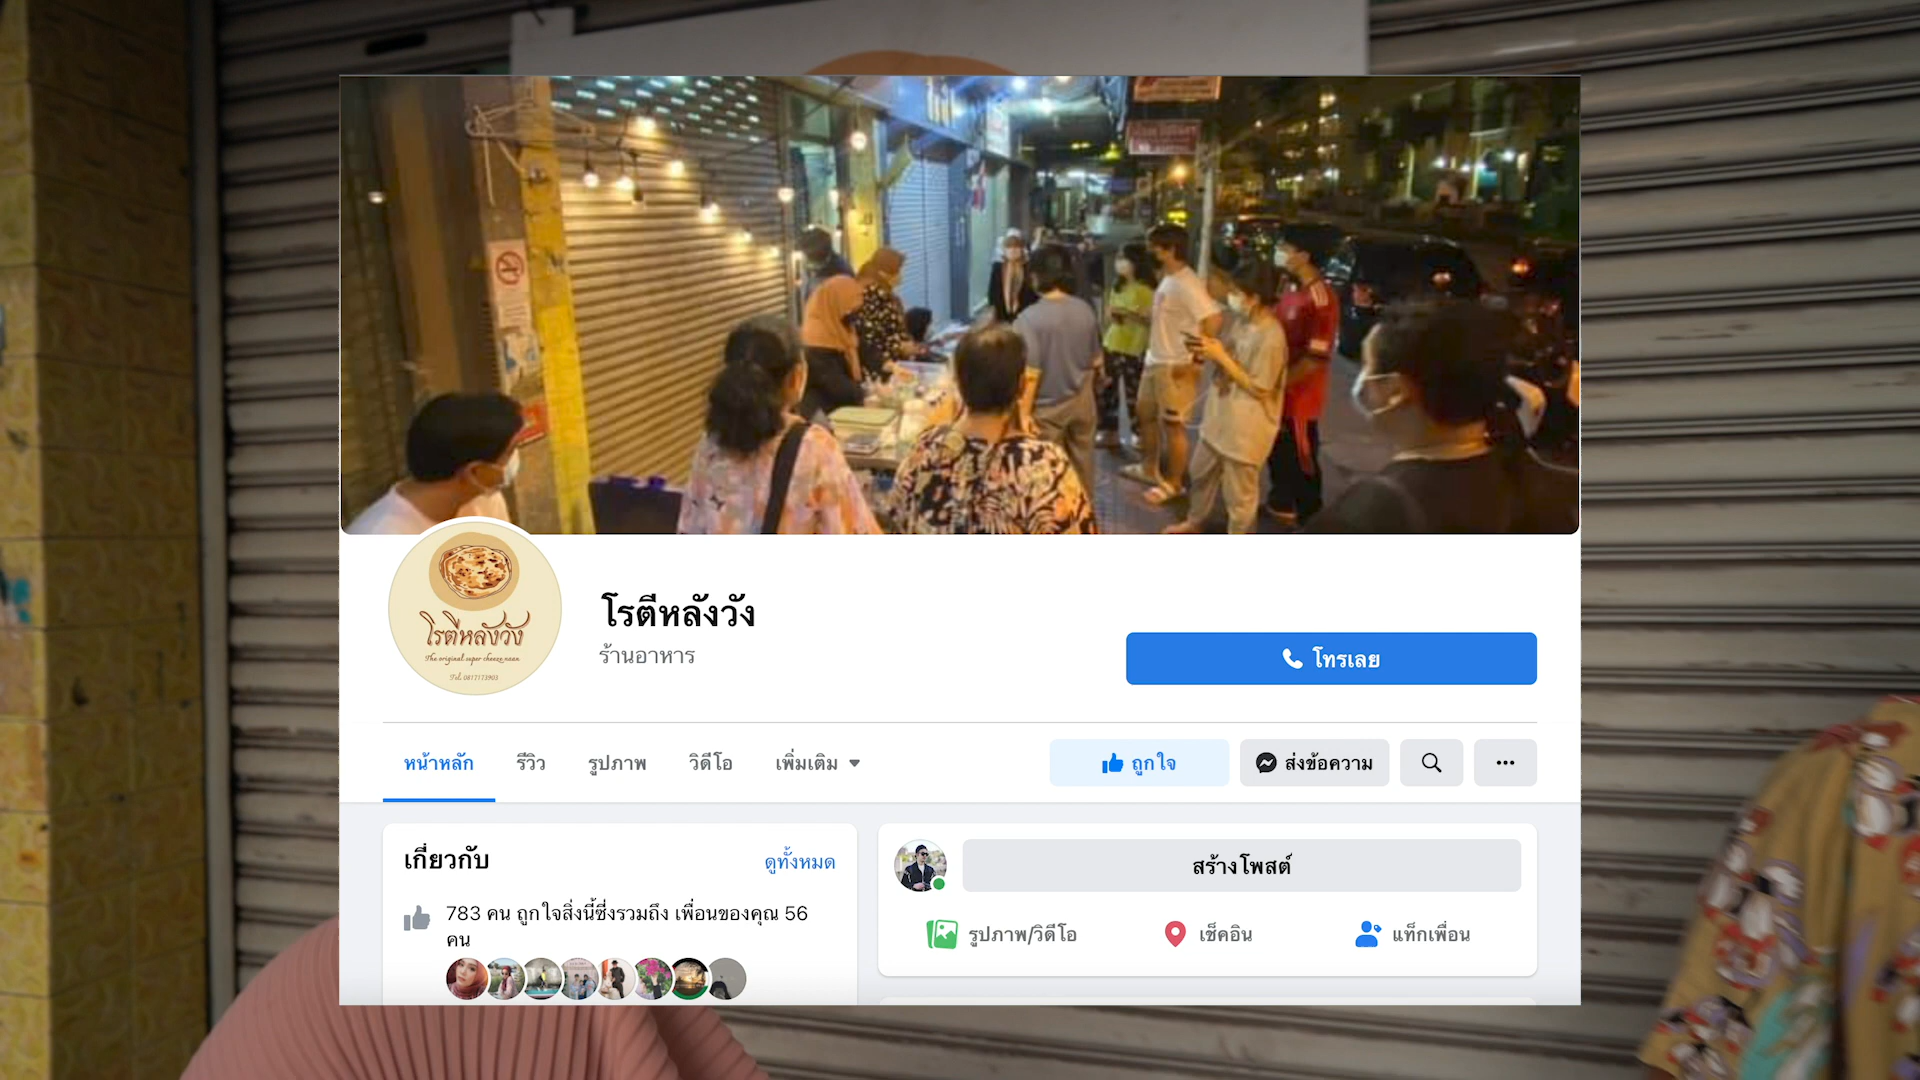 โรตีหลังวัง
The original super cheeze naan
Tel. 0817173903
โรตีหลังวัง
ร้านอาหาร
โทรเลย
หน้าหลัก
รีวิว
รูปภาพ
วิดีโอ
เพิ่มเติม
ถูกใจ
ส่งข้อความ
เกี่ยวกับ
ดูทั้งหมด
783 คน ถูกใจสิ่งนี้ซึ่งรวมถึง เพื่อนของคุณ 56
คน
สร้างโพสต์
รูปภาพ/วิดีโอ
เช็คอิน
แท็กเพื่อน